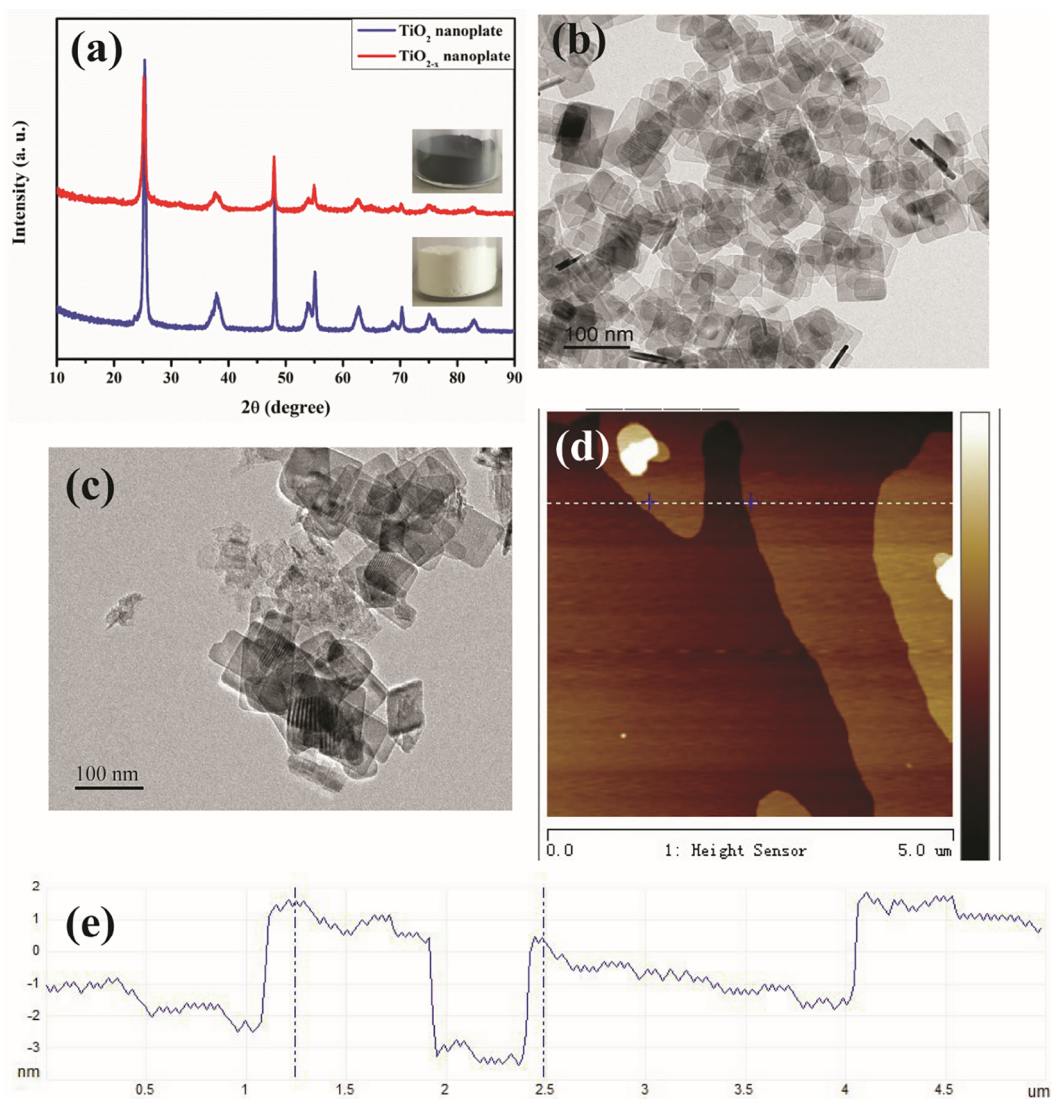 (a)
TiO2 nanoplate
TiO2-x nanoplate
Intensity (a. u.)
10 20 30 40 50 60 70 80 90
2θ (degree)
(b)
100 nm
(c)
100 nm
(d)
0.0 1: Height Sensor 5.0 um
(e)
2
1
0
-1
-2
-3
nm
0.5 1 1.5 2 2.5 3 3.5 4 4.5 um